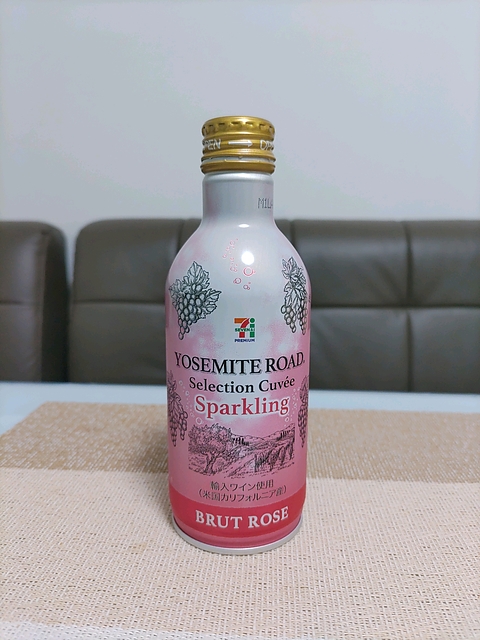 OPEN
SEVEN&i
PREMIUM
YOSEMITE ROAD
Selection Cuvée
Sparkling
輸入ワイン使用
(米国カリフォルニア産)
BRUT ROSE